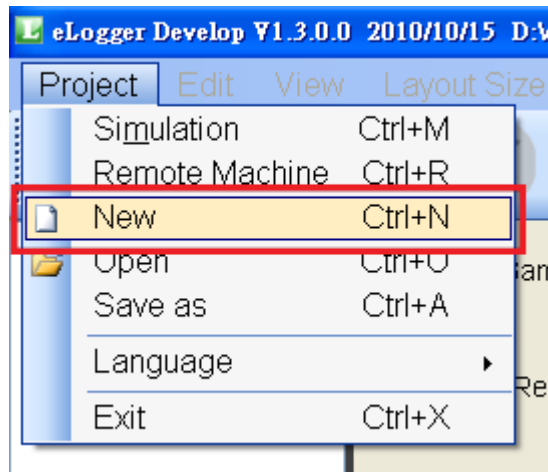 L eLogger Develop V1.3.0.0 2010/10/15 D:\
Project Edit View Layout Size
Simulation Ctrl+M
Remote Machine Ctrl+R
New Ctrl+N
Open Ctrl+O
Save as Ctrl+A
Language
Exit Ctrl+X